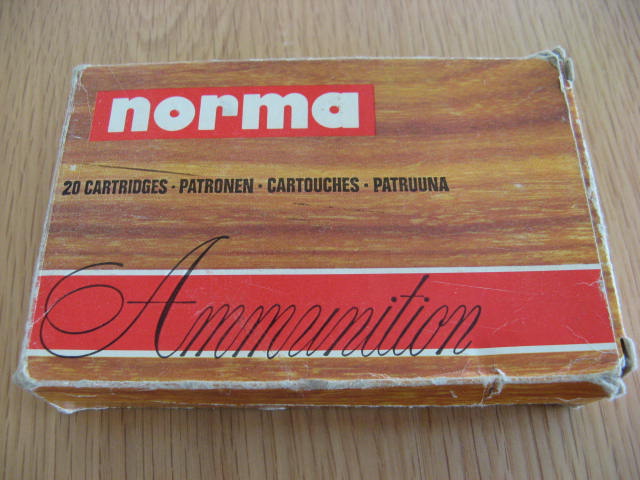 norma
20 CARTRIDGES · PATRONEN · CARTOUCHES · PATRUUNA
Ammunition